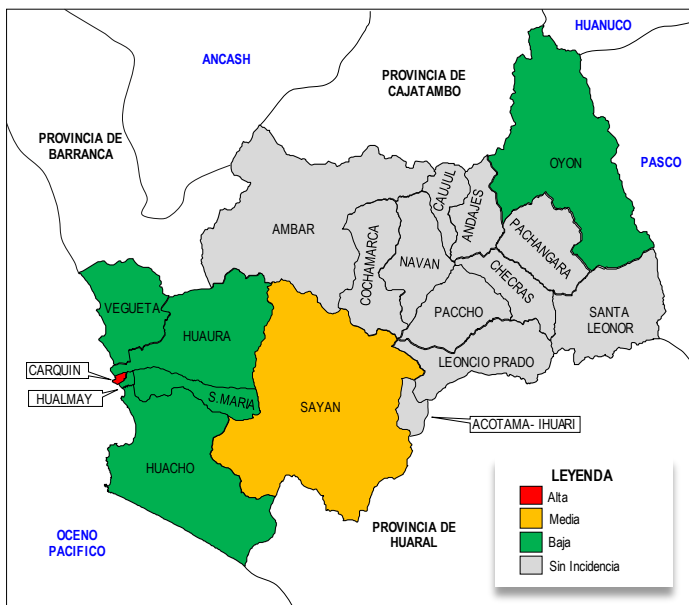 HUANUCO
ANCASH
PROVINCIA DE
CAJATAMBO
PROVINCIA DE
BARRANCA
OYON
PASCO
CAUJUL
ANDAJES
AMBAR
COCHAMARCA
NAVAN
PACHANGARA
CHECRAS
VEGUETA
HUAURA
PACCHO
SANTA
LEONOR
LEONCIO PRADO
CARQUIN
HUALMAY
S.MARIA
SAYAN
ACOTAMA- IHUARI
HUACHO
OCENO
PACIFICO
PROVINCIA DE
HUARAL
LEYENDA
Alta
Media
Baja
Sin Incidencia